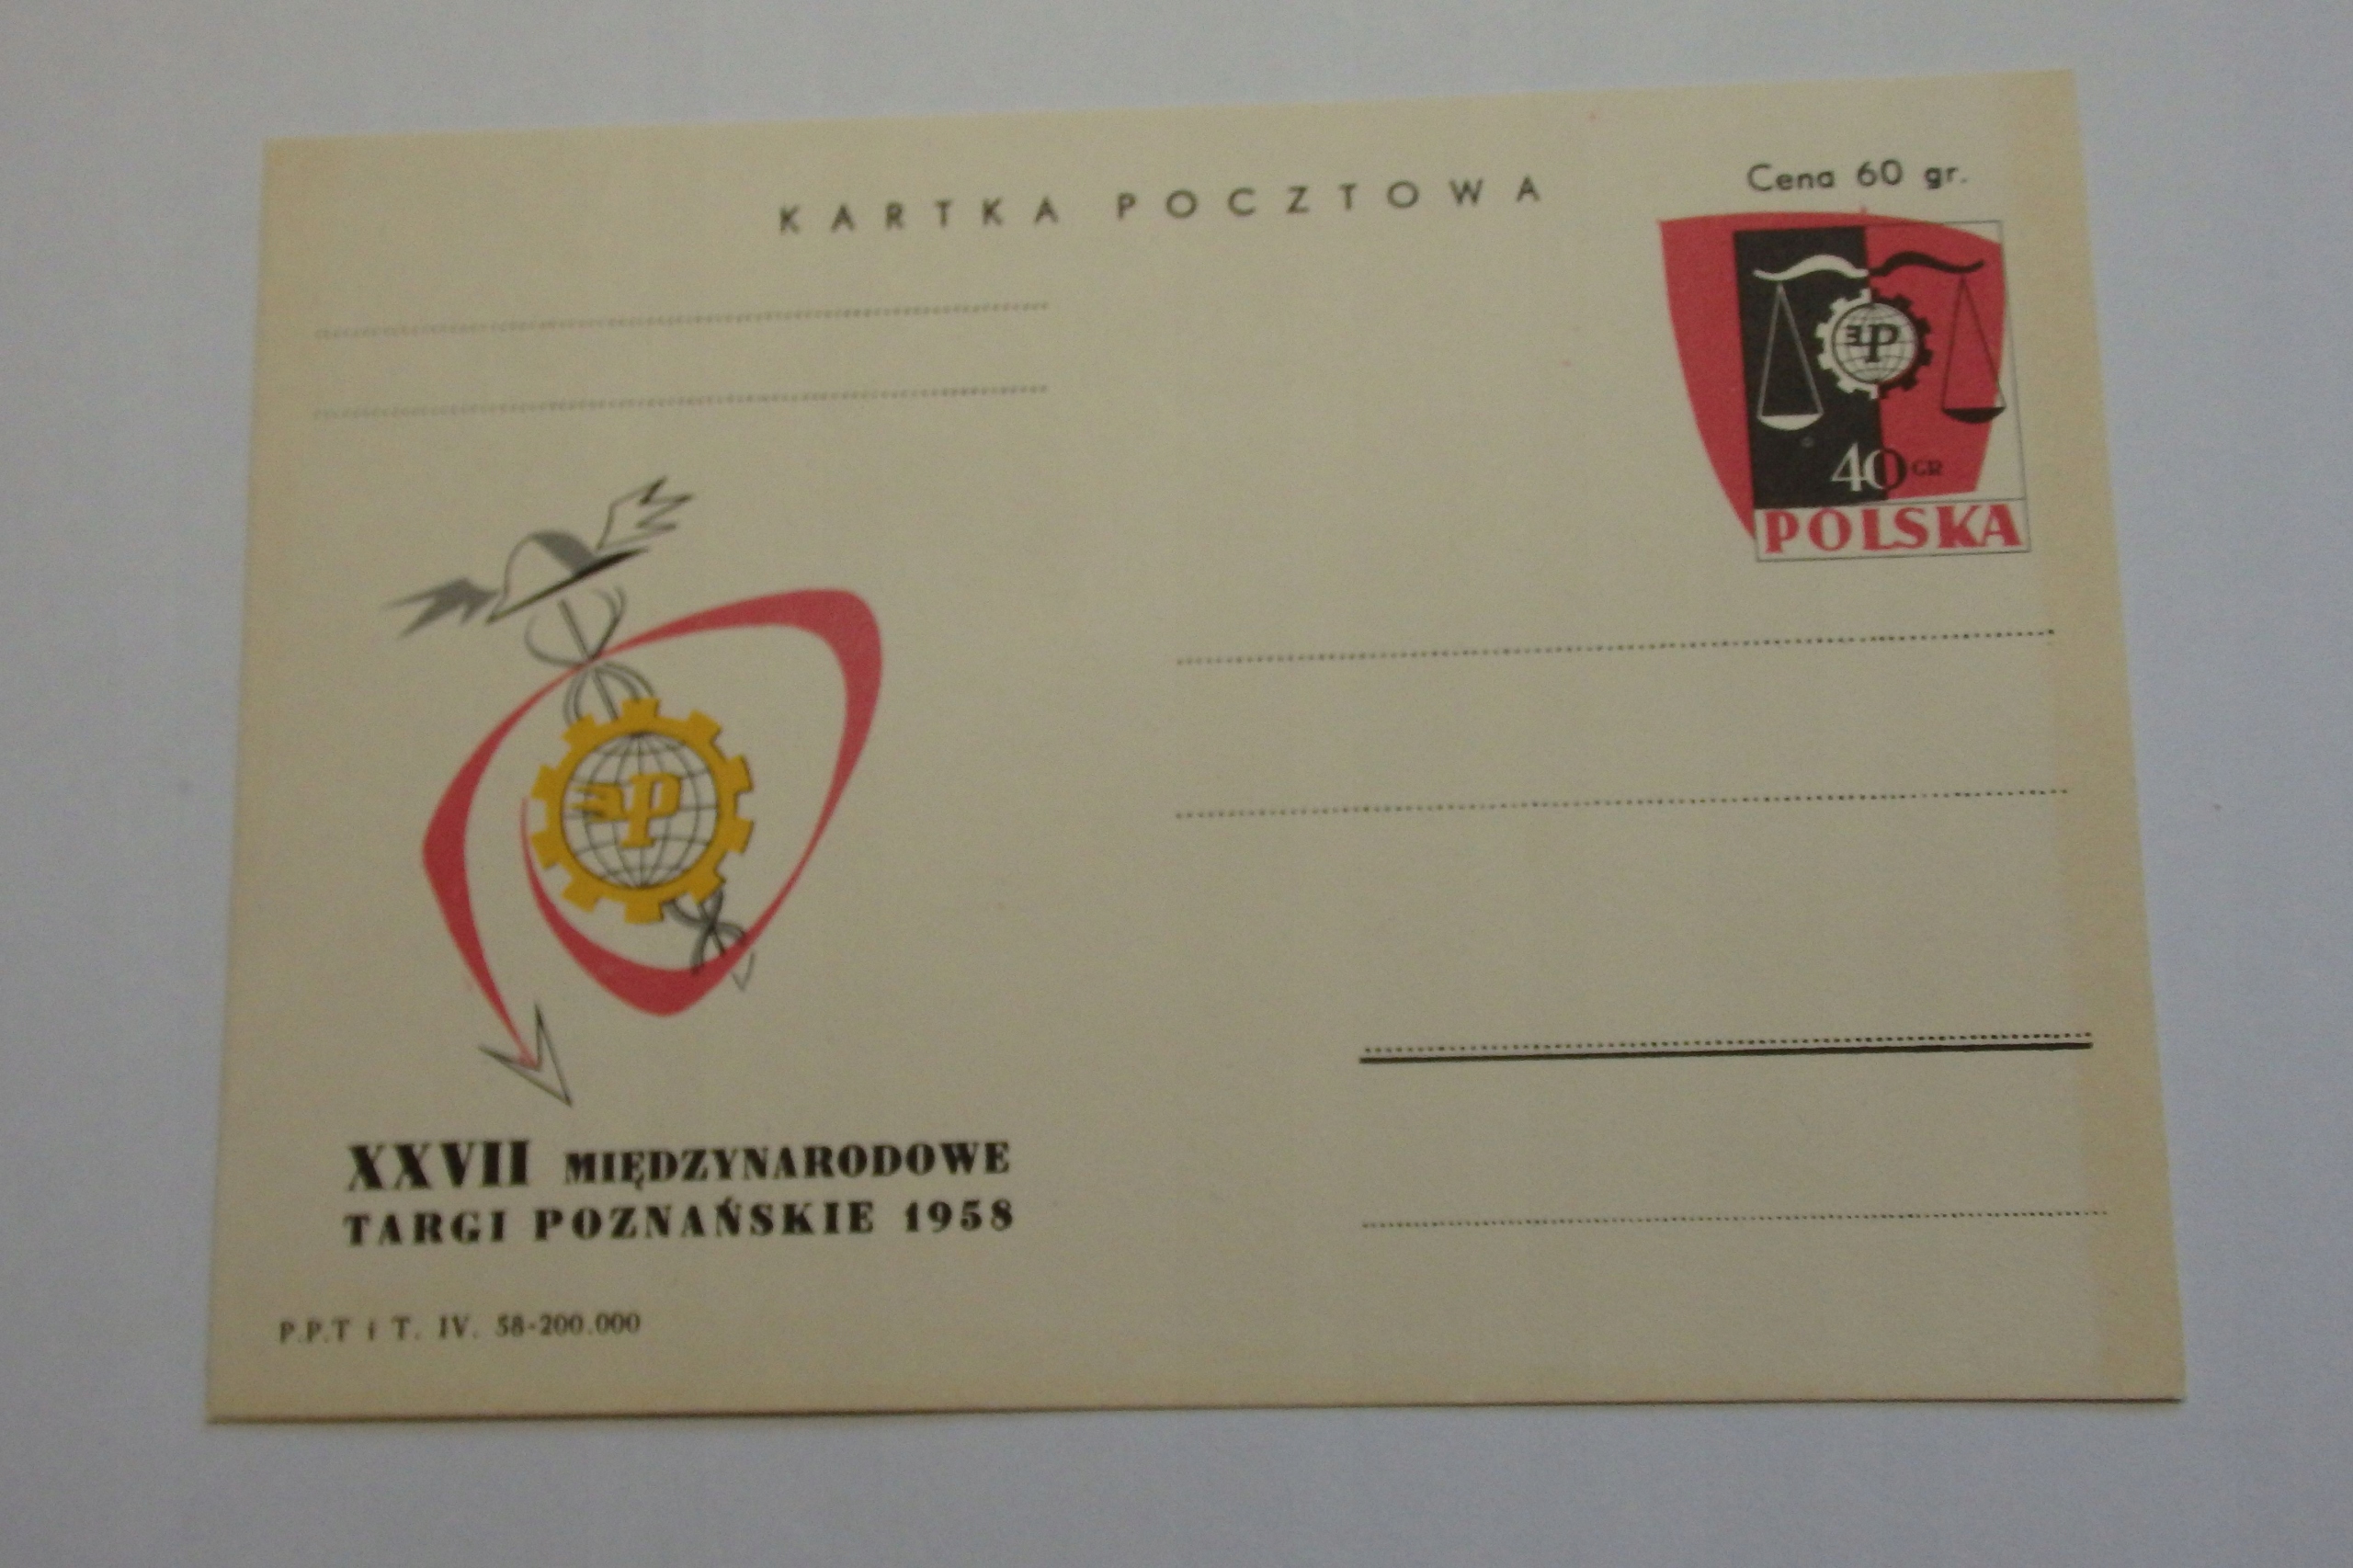 KARTKA POCZTOWA
Cena 60 gr.
P
40 GR
POLSKA
P
XXVII MIĘDZYNARODOWE
TARGI POZNAŃSKIE 1958
P.P.T i T. IV. 58-200.000